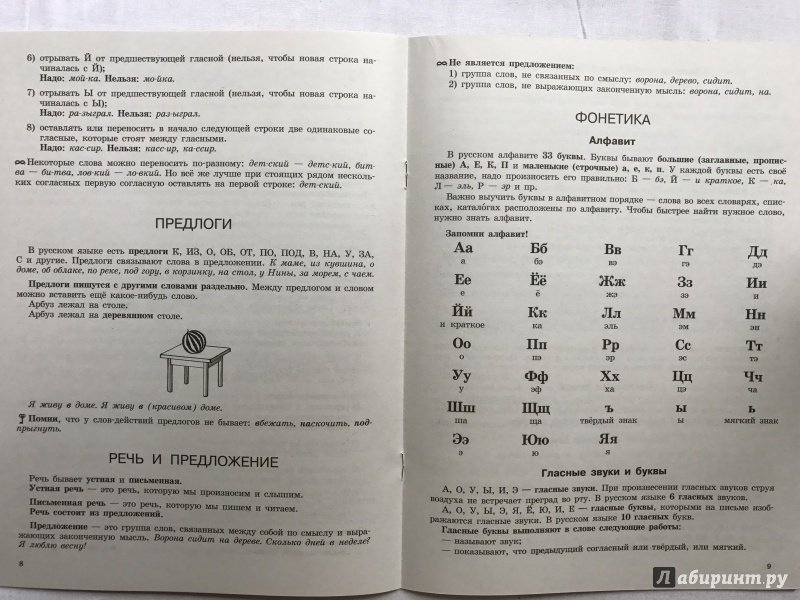 6) отрывать Й от предшествующей гласной (нельзя, чтобы новая строка на-
чиналась с Й);
Надо: мой-ка. Нельзя: мо-йка.
7) отрывать Ы от предшествующей гласной (нельзя, чтобы новая строка на-
чиналась с Ы);
Надо: ра-зыграл. Нельзя: раз-ыграл.
8) оставлять или переносить в начало следующей строки две одинаковые со-
гласные, которые стоят между гласными.
Надо: кас-сир. Нельзя: касс-ир, ка-ссир.
Некоторые слова можно переносить по-разному: дет-ский — детс-кий, бит-
ва — би-тва, лов-кий — ло-вкий. Но всё же лучше при стоящих рядом несколь-
ких согласных первую согласную оставлять на первой строке: дет-ский.
ПРЕДЛОГИ
В русском языке есть предлоги К, ИЗ, О, ОБ, ОТ, ПО, ПОД, В, НА, У, ЗА,
С и другие. Предлоги связывают слова в предложении. К маме, из кувшина, о
доме, об облаке, по реке, под гору, в корзинку, на стол, у Нины, за морем, с чаем.
Предлоги пишутся с другими словами раздельно. Между предлогом и словом
можно вставить ещё какое-нибудь слово.
Арбуз лежал на столе.
Арбуз лежал на деревянном столе.
Я живу в доме. Я живу в (красивом) доме.
Помни, что у слов-действий предлогов не бывает: вбежать, наскочить, под-
прыгнуть.
РЕЧЬ И ПРЕДЛОЖЕНИЕ
Речь бывает устная и письменная.
Устная речь — это речь, которую мы произносим и слышим.
Письменная речь — это речь, которую мы пишем и читаем.
Речь состоит из предложений.
Предложение — это группа слов, связанных между собой по смыслу и выра-
жающих законченную мысль. Ворона сидит на дереве. Сколько дней в неделе?
Я люблю весну!
8
Не является предложением:
1) группа слов, не связанных по смыслу: ворона, дерево, сидит.
2) группа слов, не выражающих законченную мысль: ворона, сидит, на.
ФОНЕТИКА
Алфавит
В русском алфавите 33 буквы. Буквы бывают большие (заглавные, пропис-
ные) А, Е, К, П и маленькие (строчные) а, е, к, п. У каждой буквы есть своё
название, надо произносить его правильно: Б — бэ, Й — и краткое, К — ка,
Л — эль, Р — эр и пр.
Важно выучить буквы в алфавитном порядке — слова во всех словарях, спис-
ках, каталогах расположены по алфавиту. Чтобы быстрее найти нужное слово,
нужно знать алфавит.
Запомни алфавит!
Аа Бб Вв Гг Дд
а бэ вэ гэ дэ
Ее Ёё Жж Зз Ии
е ё жэ зэ и
Йй Кк Лл Мм Нн
и краткое ка эль эм эн
Оо Пп Рр Сс Тт
о пэ эр эс тэ
Уу Фф Хх Цц Чч
у эф ха цэ ча
Шш Щщ ъ ы ь
ша ща твёрдый знак ы мягкий знак
Ээ Юю Яя
э ю я
Гласные звуки и буквы
А, О, У, Ы, И, Э — гласные звуки. При произнесении гласных звуков струя
воздуха не встречает преград во рту. В русском языке 6 гласных звуков.
А, О, У, Ы, Э, Я, Ё, Ю, И, Е — гласные буквы, которыми на письме изоб-
ражаются гласные звуки. В русском языке 10 гласных букв.
Гласные буквы выполняют в слове следующие работы:
— называют звук;
— показывают, что предыдущий согласный или твёрдый, или мягкий.
9
Лабиринт.ру